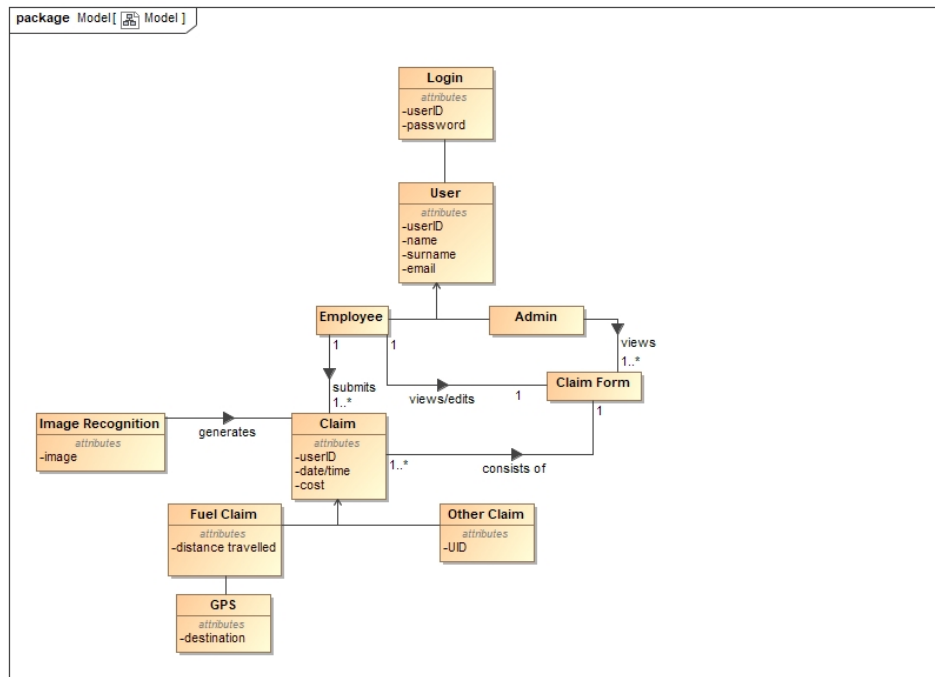 package Model[ Model ]
Login
attributes
-userID
-password
User
attributes
-userID
-name
-surname
-email
Employee
Admin
1
1
views
1..*
submits
1..*
views/edits
1
Claim Form
1
Image Recognition
attributes
-image
generates
Claim
attributes
-userID
-date/time
-cost
1..*
consists of
Fuel Claim
attributes
-distance travelled
Other Claim
attributes
-UID
GPS
attributes
-destination